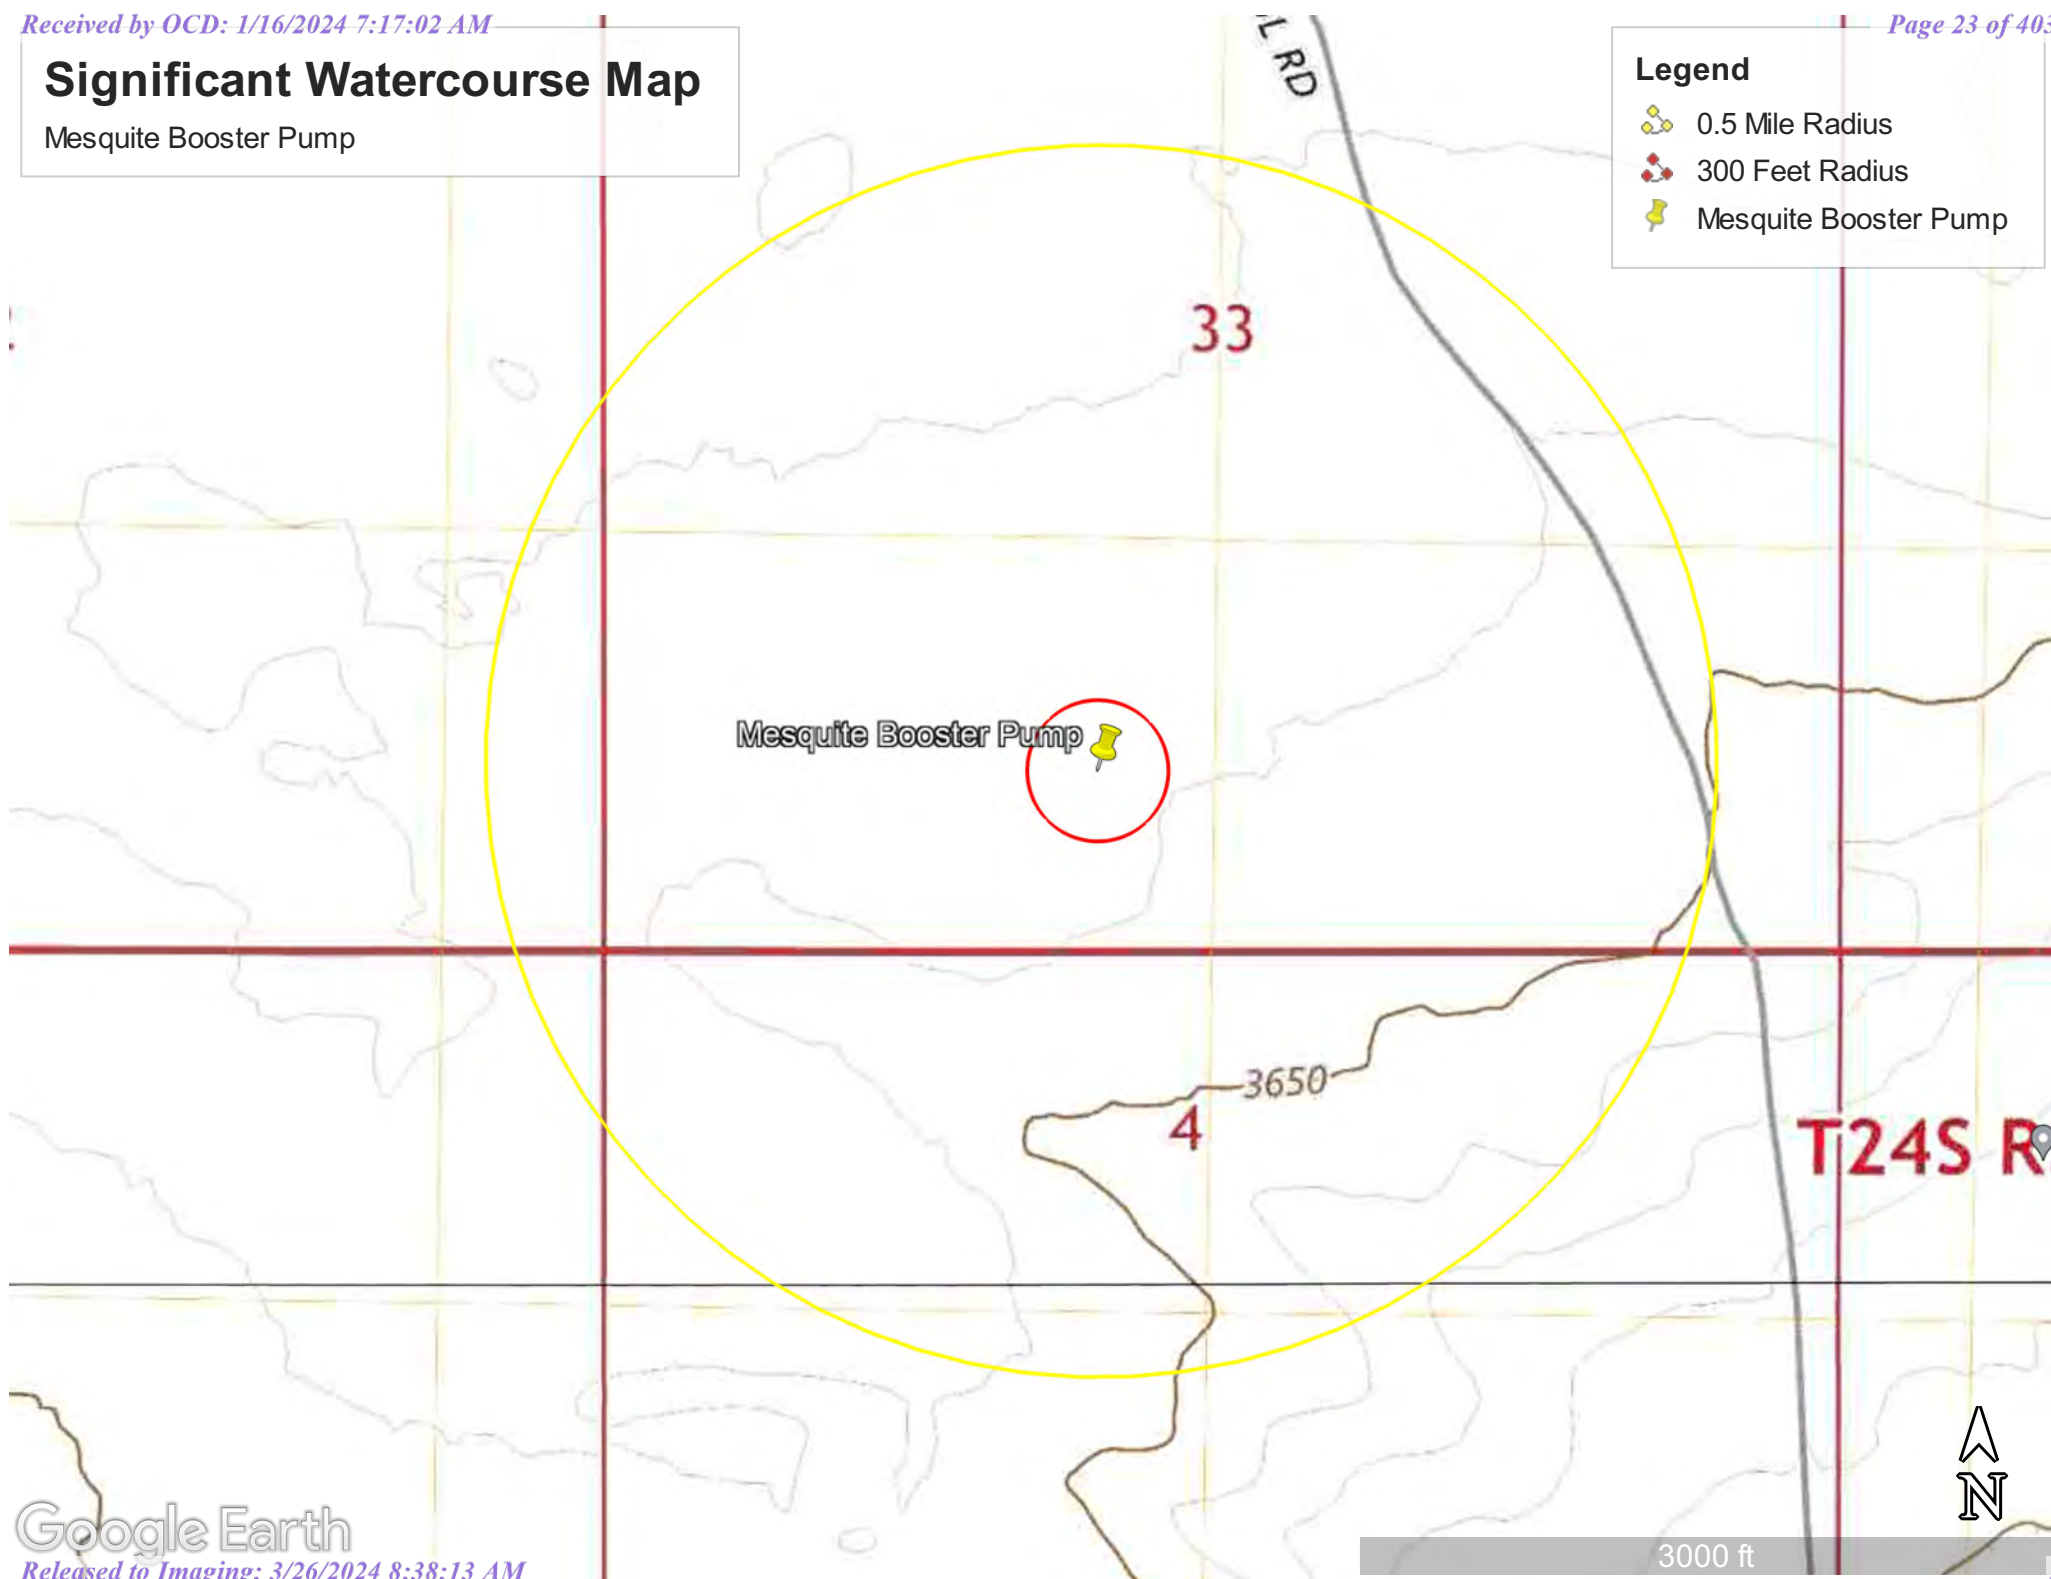 Received by OCD: 1/16/2024 7:17:02 AM
Page 23 of 403
Significant Watercourse Map
Mesquite Booster Pump
Legend
0.5 Mile Radius
300 Feet Radius
Mesquite Booster Pump
RD
33
Mesquite Booster Pump
3650
4
T24S R
N
Google Earth
3000 ft
Released to Imaging: 3/26/2024 8:38:13 AM